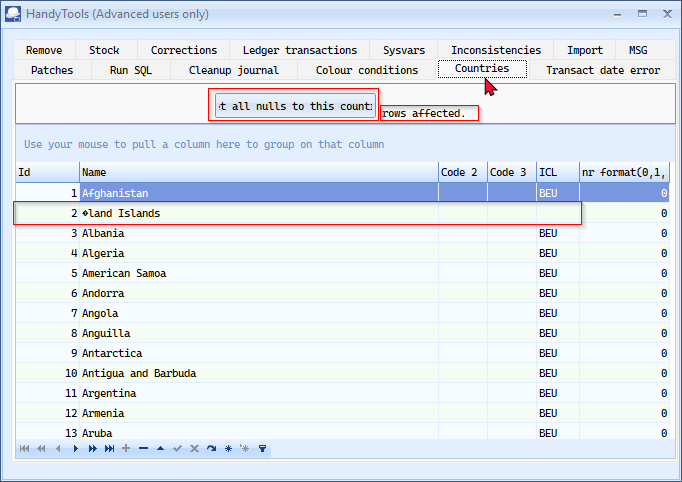 HandyTools (Advanced users only)
Remove Stock Corrections Ledger transactions Sysvars Inconsistencies Import MSG
Patches Run SQL Cleanup journal Colour conditions Countries Transact date error
t all nulls to this count
rows affected.
Use your mouse to pull a column here to group on that column
Id Name Code 2 Code 3 ICL nr format(0,1,
1 Afghanistan BEU 0
2 �land Islands 0
3 Albania BEU 0
4 Algeria BEU 0
5 American Samoa BEU 0
6 Andorra BEU 0
7 Angola BEU 0
8 Anguilla BEU 0
9 Antarctica BEU 0
10 Antigua and Barbuda BEU 0
11 Argentina BEU 0
12 Armenia BEU 0
13 Aruba BEU 0